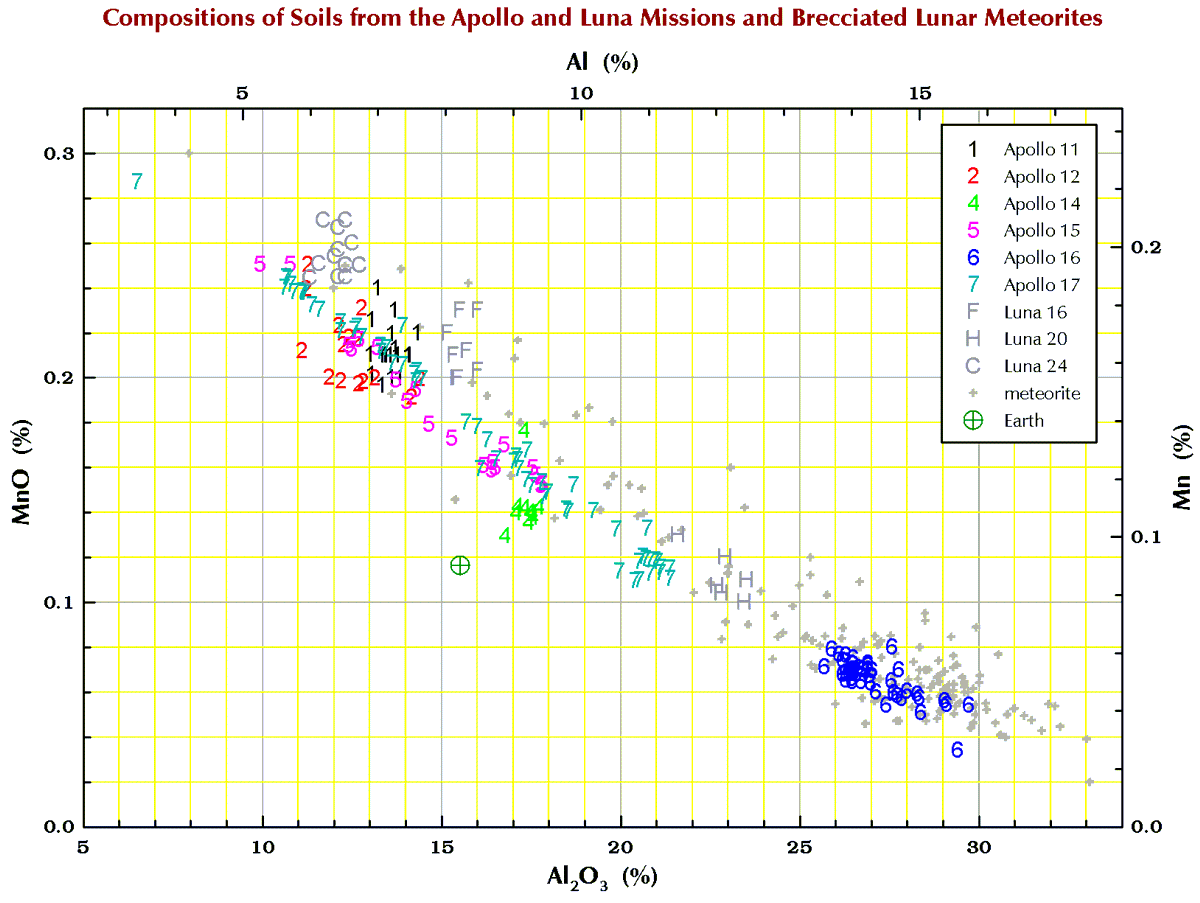 Compositions of Soils from the Apollo and Luna Missions and Brecciated Lunar Meteorites
Al (%)
5 10 15
0.3
0.2
0.1
0.0
MnO (%)
1 Apollo 11
2 Apollo 12
4 Apollo 14
5 Apollo 15
6 Apollo 16
7 Apollo 17
F Luna 16
H Luna 20
C Luna 24
meteorite
Earth
0.2
0.1
0.0
Mn (%)
5 10 15 20 25 30
Al₂O₃ (%)